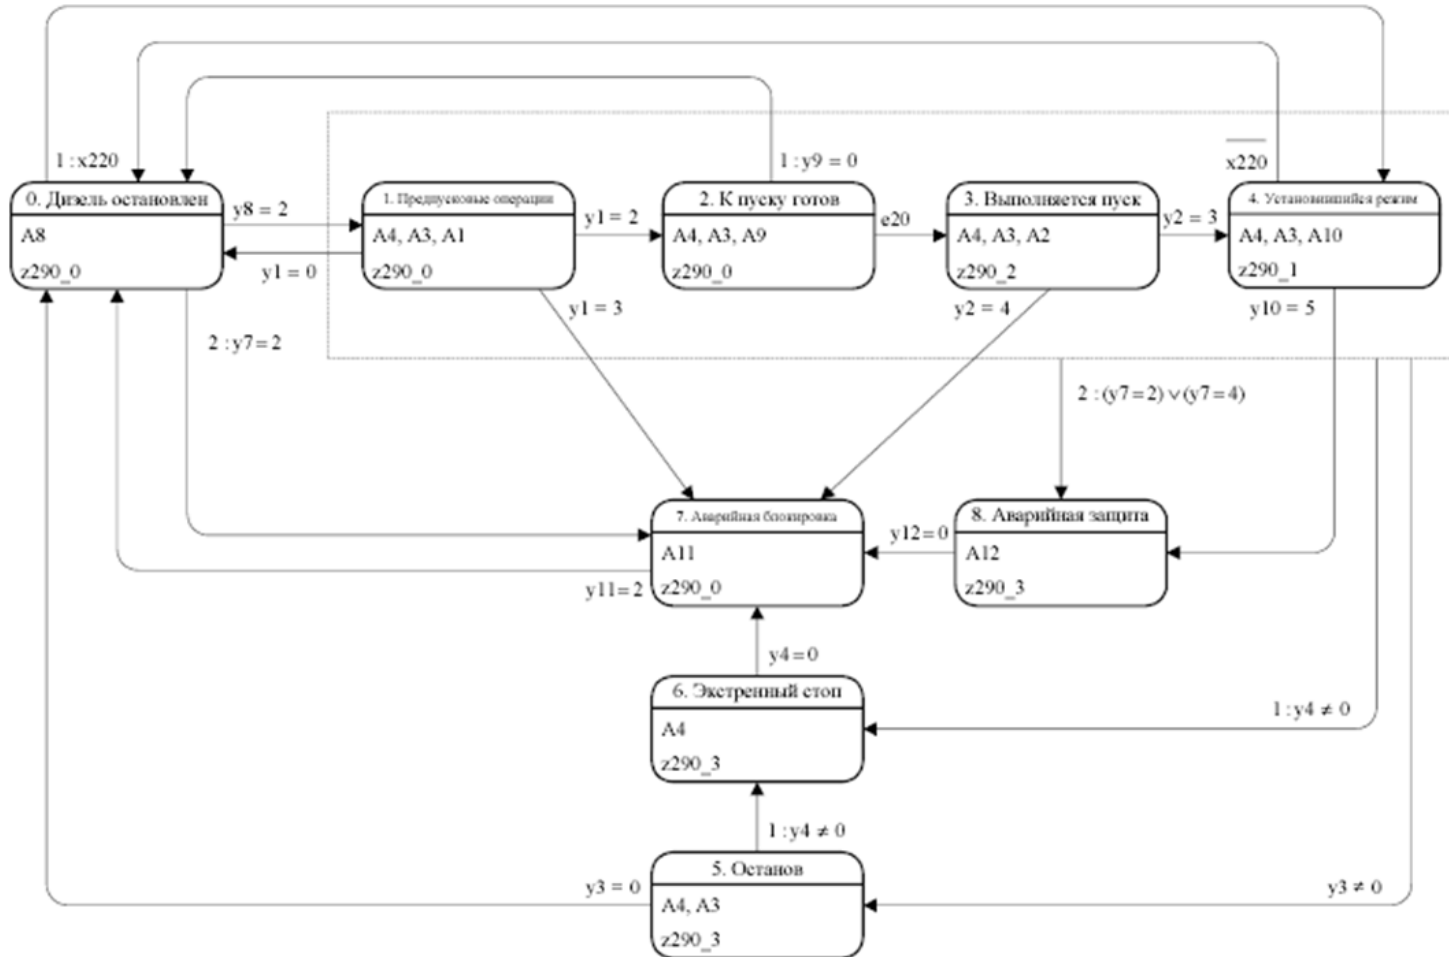 1 : x220
1 : y9 = 0
x220
0. Дизель остановлен
A8
z290_0
y8 = 2
y1 = 0
1. Предпусковые операции
A4, A3, A1
z290_0
y1 = 2
2. К пуску готов
A4, A3, A9
z290_0
e20
3. Выполняется пуск
A4, A3, A2
z290_2
y2 = 3
4. Установившийся режим
A4, A3, A10
z290_1
y1 = 3
y2 = 4
y10 = 5
2 : y7=2
2 : (y7=2) ∨ (y7=4)
7. Аварийная блокировка
A11
z290_0
y11=2
y12=0
8. Аварийная защита
A12
z290_3
y4=0
6. Экстренный стоп
A4
z290_3
1 : y4 ≠ 0
1 : y4 ≠ 0
5. Останов
A4, A3
z290_3
y3 = 0
y3 ≠ 0